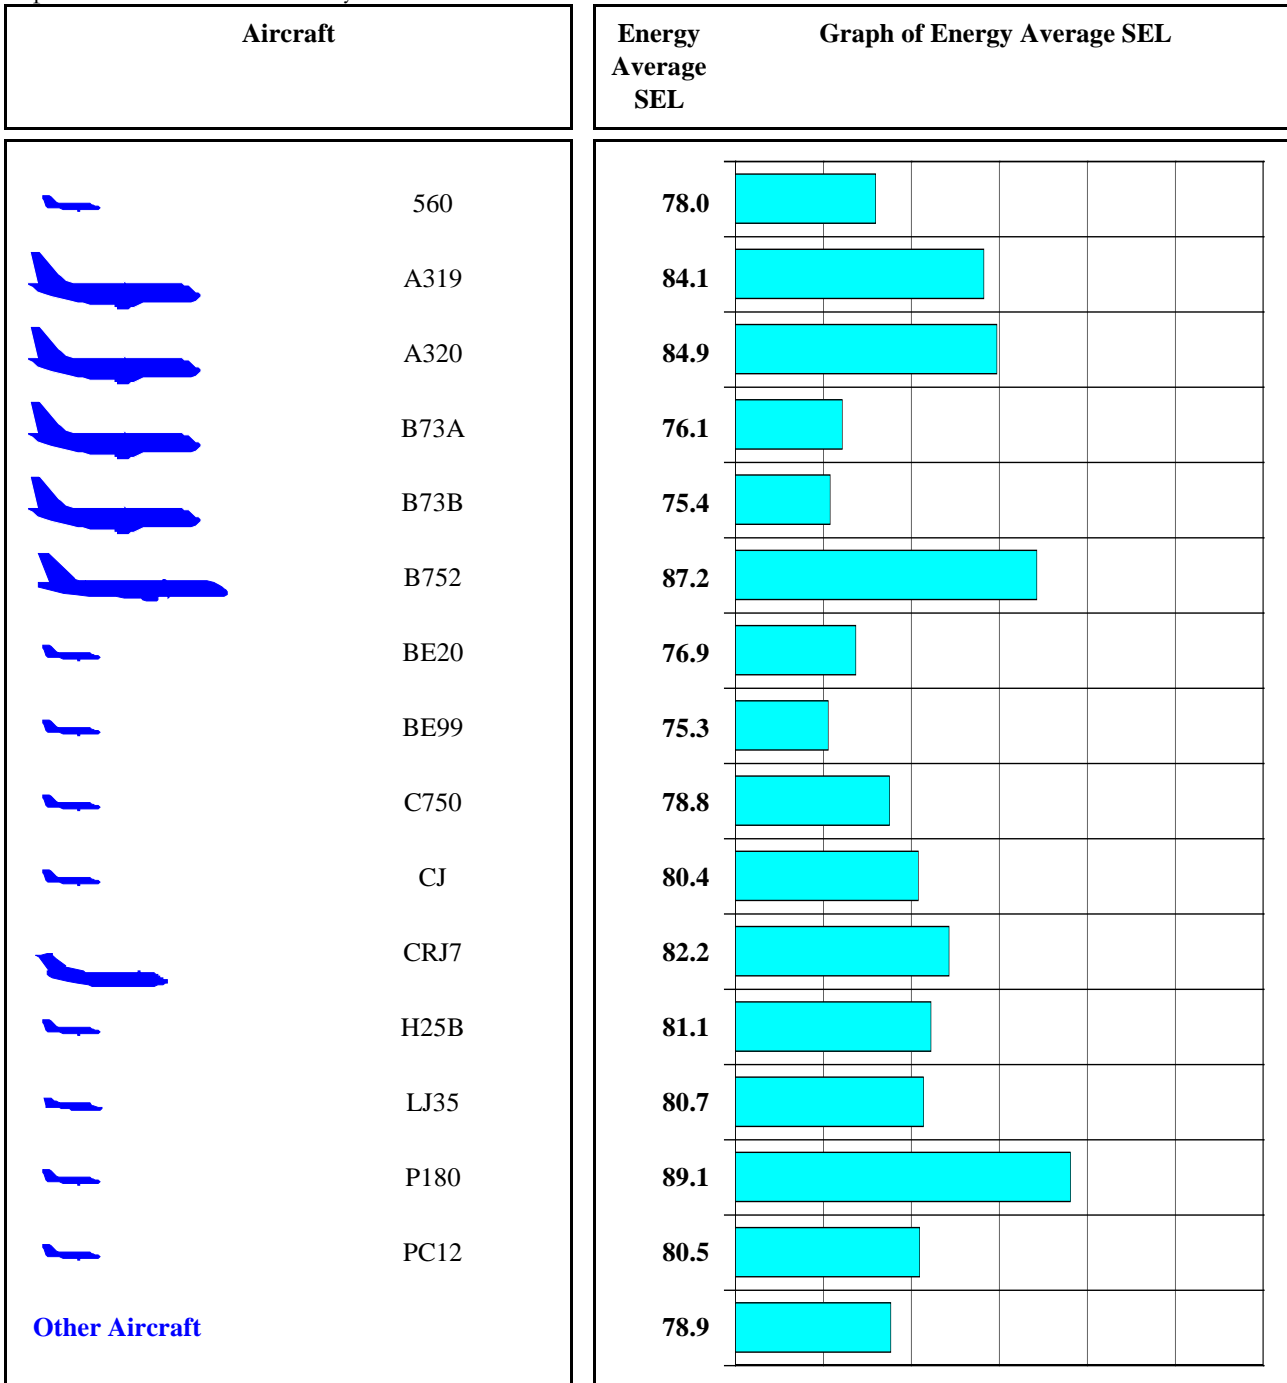 Aircraft
Energy Average SEL
Graph of Energy Average SEL
560 78.0
A319 84.1
A320 84.9
B73A 76.1
B73B 75.4
B752 87.2
BE20 76.9
BE99 75.3
C750 78.8
CJ 80.4
CRJ7 82.2
H25B 81.1
LJ35 80.7
P180 89.1
PC12 80.5
Other Aircraft 78.9